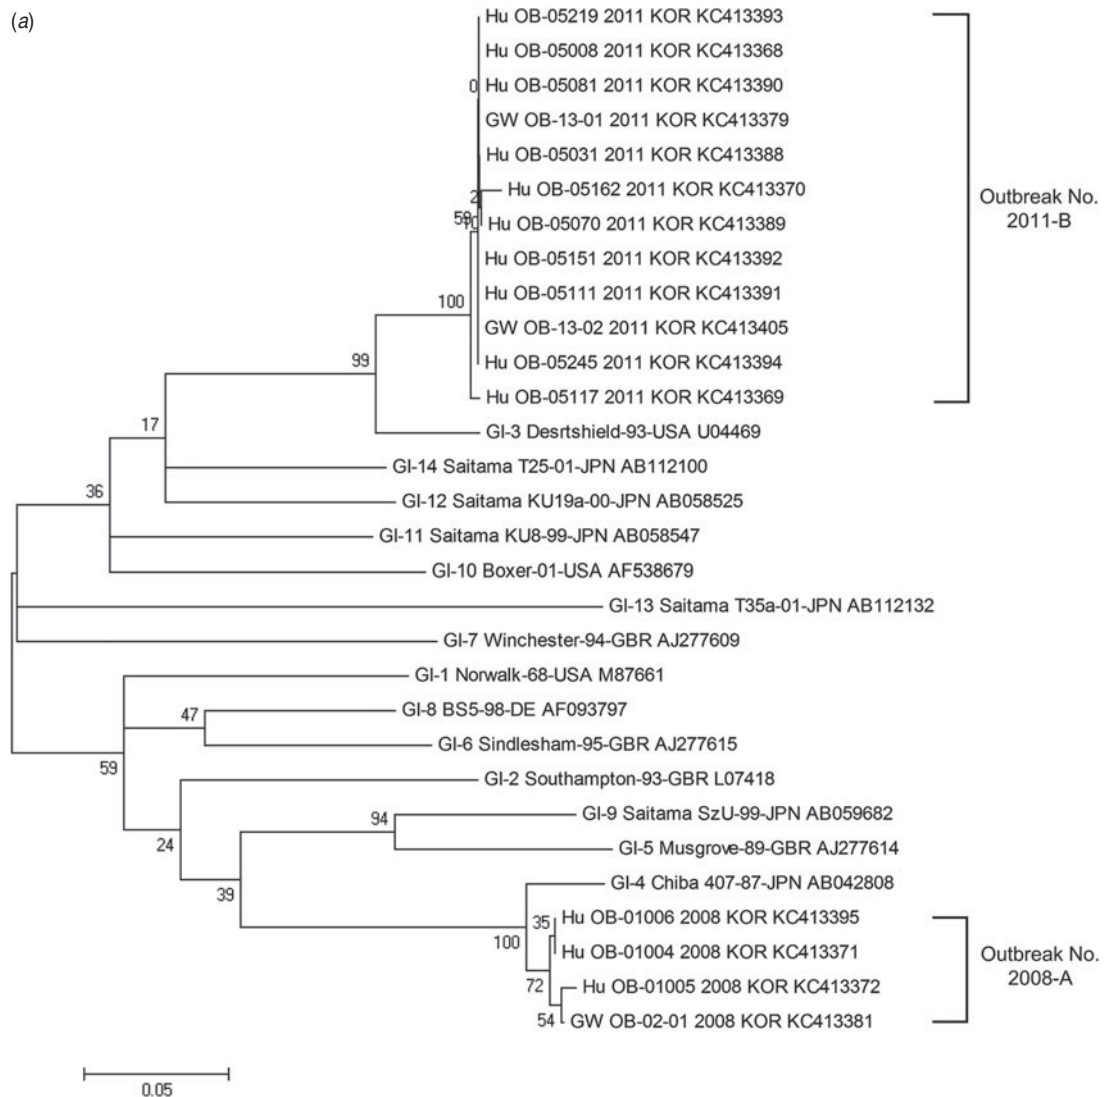 (a)
Hu OB-05219 2011 KOR KC413393
Hu OB-05008 2011 KOR KC413368
0
Hu OB-05081 2011 KOR KC413390
GW OB-13-01 2011 KOR KC413379
Hu OB-05031 2011 KOR KC413388
2
Hu OB-05162 2011 KOR KC413370
Outbreak No.
2011-B
Hu OB-05070 2011 KOR KC413389
Hu OB-05151 2011 KOR KC413392
Hu OB-05111 2011 KOR KC413391
100
GW OB-13-02 2011 KOR KC413405
Hu OB-05245 2011 KOR KC413394
99
Hu OB-05117 2011 KOR KC413369
17
GI-3 Desrtshield-93-USA U04469
GI-14 Saitama T25-01-JPN AB112100
36
GI-12 Saitama KU19a-00-JPN AB058525
GI-11 Saitama KU8-99-JPN AB058547
GI-10 Boxer-01-USA AF538679
GI-13 Saitama T35a-01-JPN AB112132
GI-7 Winchester-94-GBR AJ277609
GI-1 Norwalk-68-USA M87661
47
GI-8 BS5-98-DE AF093797
GI-6 Sindlesham-95-GBR AJ277615
59
GI-2 Southampton-93-GBR L07418
94
GI-9 Saitama SzU-99-JPN AB059682
24
GI-5 Musgrove-89-GBR AJ277614
39
GI-4 Chiba 407-87-JPN AB042808
35
Hu OB-01006 2008 KOR KC413395
100
Hu OB-01004 2008 KOR KC413371
Outbreak No.
2008-A
72
Hu OB-01005 2008 KOR KC413372
54
GW OB-02-01 2008 KOR KC413381
0.05